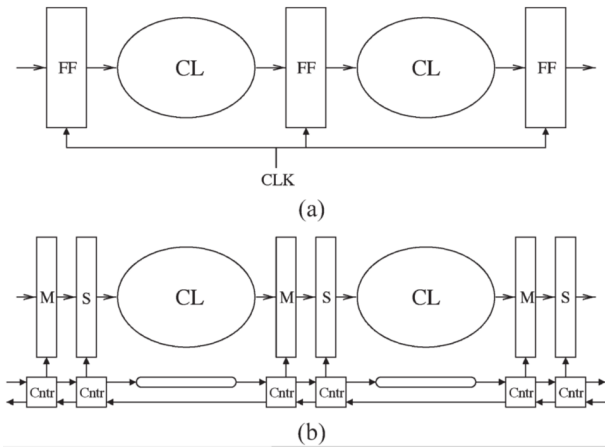 FF CL FF CL FF
CLK
(a)
M S CL M S CL M S
Cntr Cntr Cntr Cntr Cntr Cntr
(b)